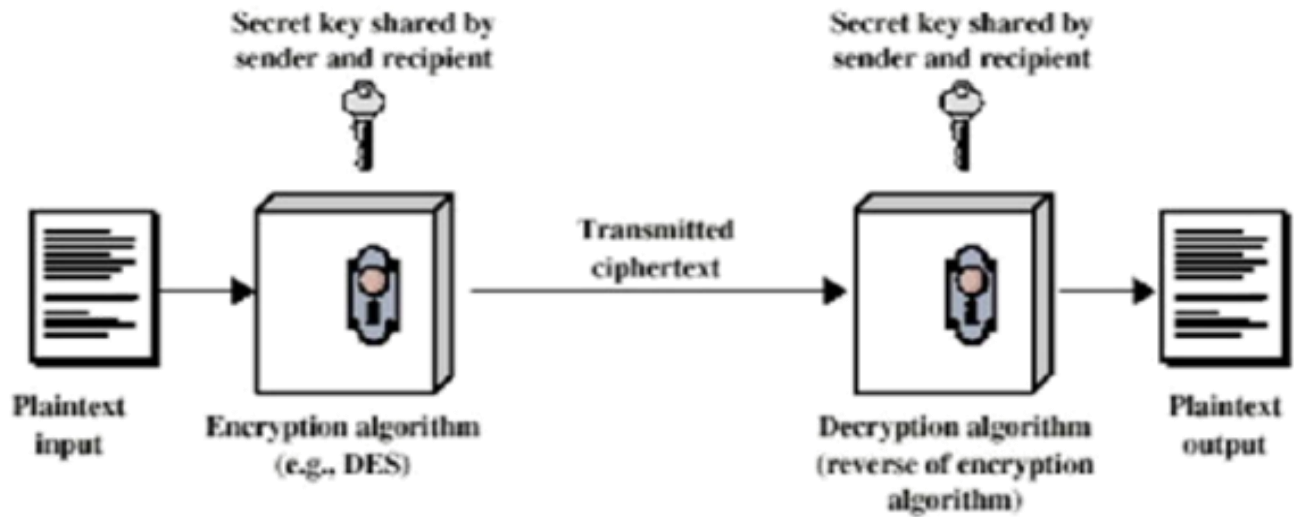 Secret key shared by
sender and recipient
Secret key shared by
sender and recipient
Transmitted
ciphertext
Plaintext
input
Encryption algorithm
(e.g., DES)
Decryption algorithm
(reverse of encryption
algorithm)
Plaintext
output